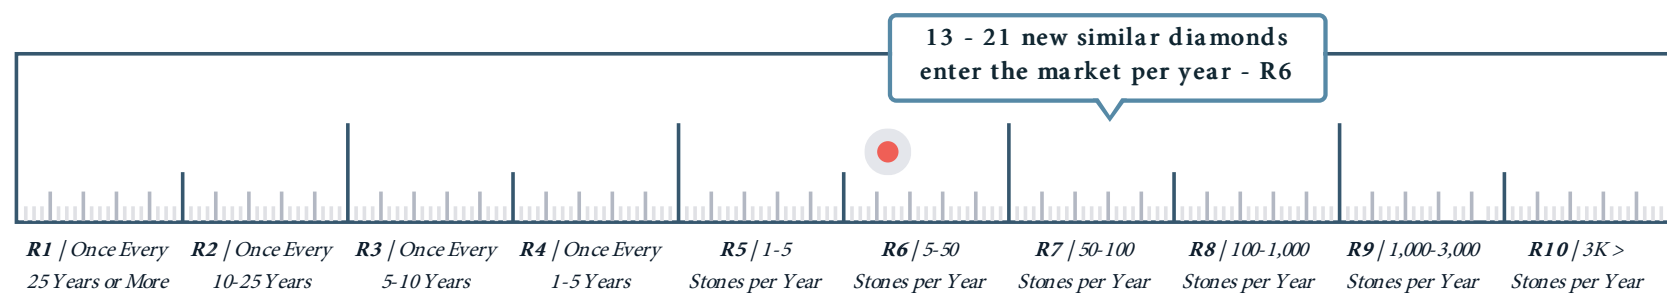 13 - 21 new similar diamonds
enter the market per year - R6
R1 | Once Every
25 Years or More
R2 | Once Every
10-25 Years
R3 | Once Every
5-10 Years
R4 | Once Every
1-5 Years
R5 | 1-5
Stones per Year
R6 | 5-50
Stones per Year
R7 | 50-100
Stones per Year
R8 | 100-1,000
Stones per Year
R9 | 1,000-3,000
Stones per Year
R10 | 3K >
Stones per Year